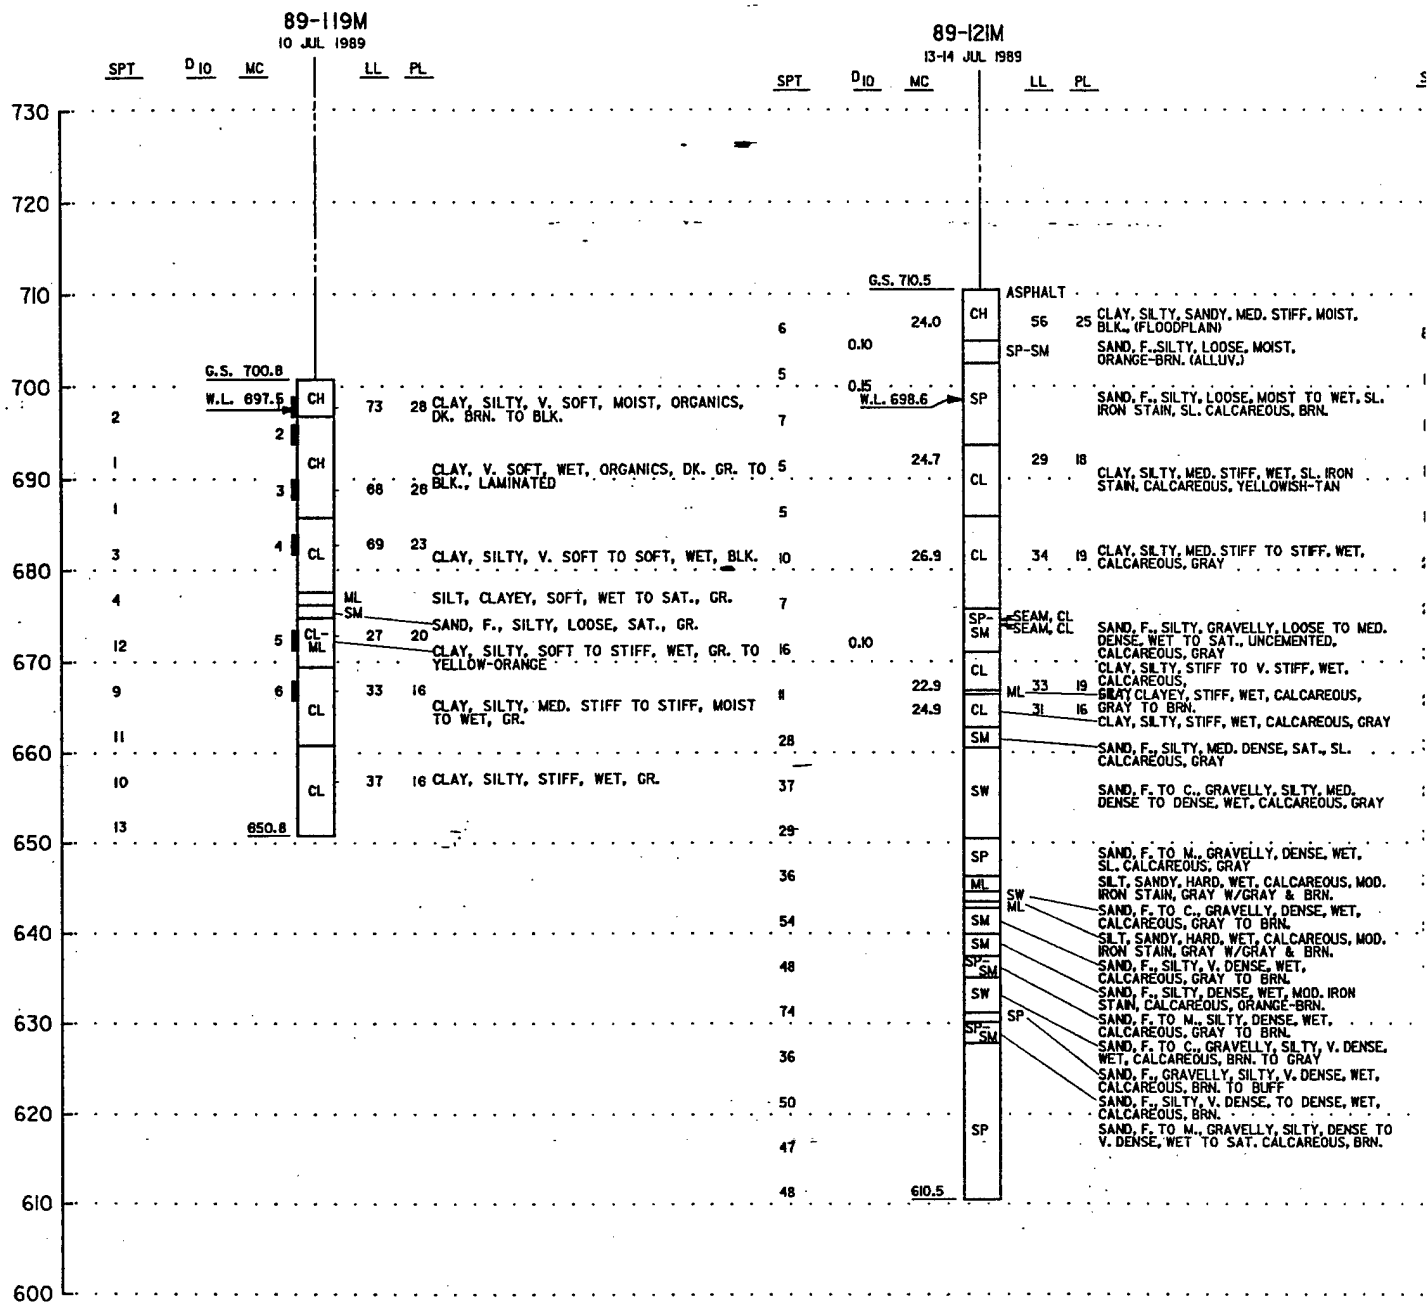 89-119M
10 JUL 1989
SPT D10 MC LL PL
89-121M
13-14 JUL 1989
SPT D10 MC LL PL
S
730
720
710
700
690
680
670
660
650
640
630
620
610
600
G.S. 700.8
W.L. 697.5
CH 73 28 CLAY, SILTY, V. SOFT, MOIST, ORGANICS,
DK. BRN. TO BLK.
2
2
1
CH
CLAY, V. SOFT, WET, ORGANICS, DK. GR. TO
BLK., LAMINATED
3 68 28
1
4 CL 69 23
3
CLAY, SILTY, V. SOFT TO SOFT, WET, BLK.
4
ML SILT, CLAYEY, SOFT, WET TO SAT., GR.
SM
SAND, F., SILTY, LOOSE, SAT., GR.
12 5 CL-
ML 27 20
CLAY, SILTY, SOFT TO STIFF, WET, GR. TO
YELLOW-ORANGE
9 6 33 16
CL
CLAY, SILTY, MED. STIFF TO STIFF, MOIST
TO WET, GR.
11
10 CL 37 16 CLAY, SILTY, STIFF, WET, GR.
13 650.8
G.S. 710.5
ASPHALT
6 24.0 CH 56 25 CLAY, SILTY, SANDY, MED. STIFF, MOIST,
BLK., (FLOODPLAIN)
0.10 SP-SM SAND, F., SILTY, LOOSE, MOIST,
ORANGE-BRN. (ALLUV.)
5
0.15
W.L. 698.6 SP SAND, F., SILTY, LOOSE, MOIST TO WET, SL.
IRON STAIN, SL. CALCAREOUS, BRN.
7
5 24.7 29 18
CL CLAY, SILTY, MED. STIFF, WET, SL. IRON
STAIN, CALCAREOUS, YELLOWISH-TAN
5
10 26.9 CL 34 19 CLAY, SILTY, MED. STIFF TO STIFF, WET,
CALCAREOUS, GRAY
7
SP-
SM
SEAM, CL
SEAM, CL
16 0.10
SAND, F., SILTY, GRAVELLY, LOOSE TO MED.
DENSE, WET TO SAT., UNCEMENTED,
CALCAREOUS, GRAY
CL CLAY, SILTY, STIFF TO V. STIFF, WET,
CALCAREOUS,
11 22.9 ML 33 19
CLAYEY, STIFF, WET, CALCAREOUS,
GRAY TO BRN.
24.9 CL 31 16
CLAY, SILTY, STIFF, WET, CALCAREOUS, GRAY
28 SM
SAND, F., SILTY, MED. DENSE, SAT., SL.
CALCAREOUS, GRAY
37 SW SAND, F. TO C., GRAVELLY, SILTY, MED.
DENSE TO DENSE, WET, CALCAREOUS, GRAY
29
SP SAND, F. TO M., GRAVELLY, DENSE, WET,
SL. CALCAREOUS, GRAY
36
ML SILT, SANDY, HARD, WET, CALCAREOUS, MOD.
IRON STAIN, GRAY W/GRAY & BRN.
SW
SAND, F. TO C., GRAVELLY, DENSE, WET,
CALCAREOUS, GRAY TO BRN.
ML
SILT, SANDY, HARD, WET, CALCAREOUS, MOD.
IRON STAIN, GRAY W/GRAY & BRN.
54 SM
SAND, F., SILTY, V. DENSE, WET,
CALCAREOUS, GRAY TO BRN.
SM
SAND, F., SILTY, DENSE, WET, MOD. IRON
STAIN, CALCAREOUS, ORANGE-BRN.
48 SP-
SM
SAND, F. TO M., SILTY, DENSE, WET,
CALCAREOUS, GRAY TO BRN.
SW
SAND, F. TO C., GRAVELLY, SILTY, V. DENSE,
WET, CALCAREOUS, BRN. TO GRAY
74
SP
SAND, F., GRAVELLY, SILTY, V. DENSE, WET,
CALCAREOUS, BRN. TO BUFF
SP-
SM
SAND, F., SILTY, V. DENSE, TO DENSE, WET,
CALCAREOUS, BRN.
36
50
SP SAND, F. TO M., GRAVELLY, SILTY, DENSE TO
V. DENSE, WET TO SAT. CALCAREOUS, BRN.
47
48 610.5